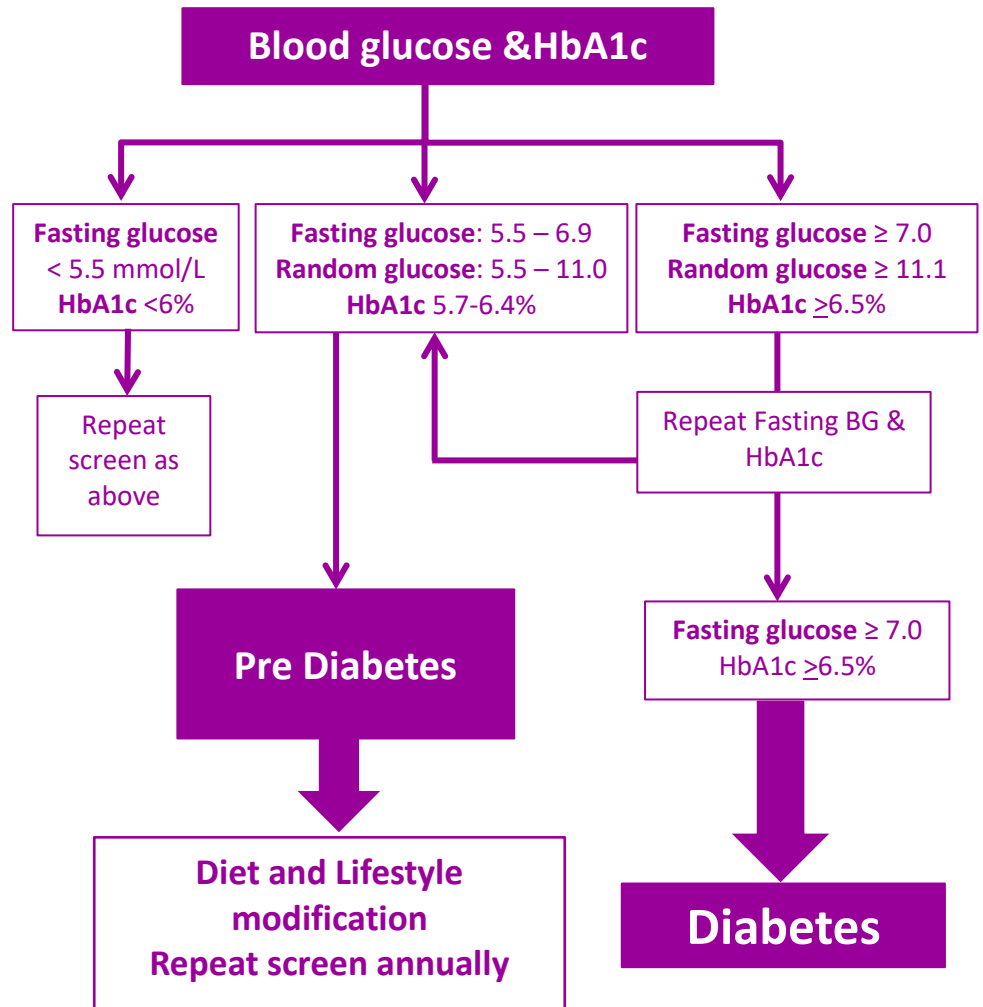 Blood glucose &HbA1c
Fasting glucose
< 5.5 mmol/L
HbA1c <6%
Fasting glucose: 5.5 – 6.9
Random glucose: 5.5 – 11.0
HbA1c 5.7-6.4%
Fasting glucose ≥ 7.0
Random glucose ≥ 11.1
HbA1c ≥6.5%
Repeat
screen as
above
Repeat Fasting BG &
HbA1c
Pre Diabetes
Fasting glucose ≥ 7.0
HbA1c ≥6.5%
Diet and Lifestyle
modification
Repeat screen annually
Diabetes